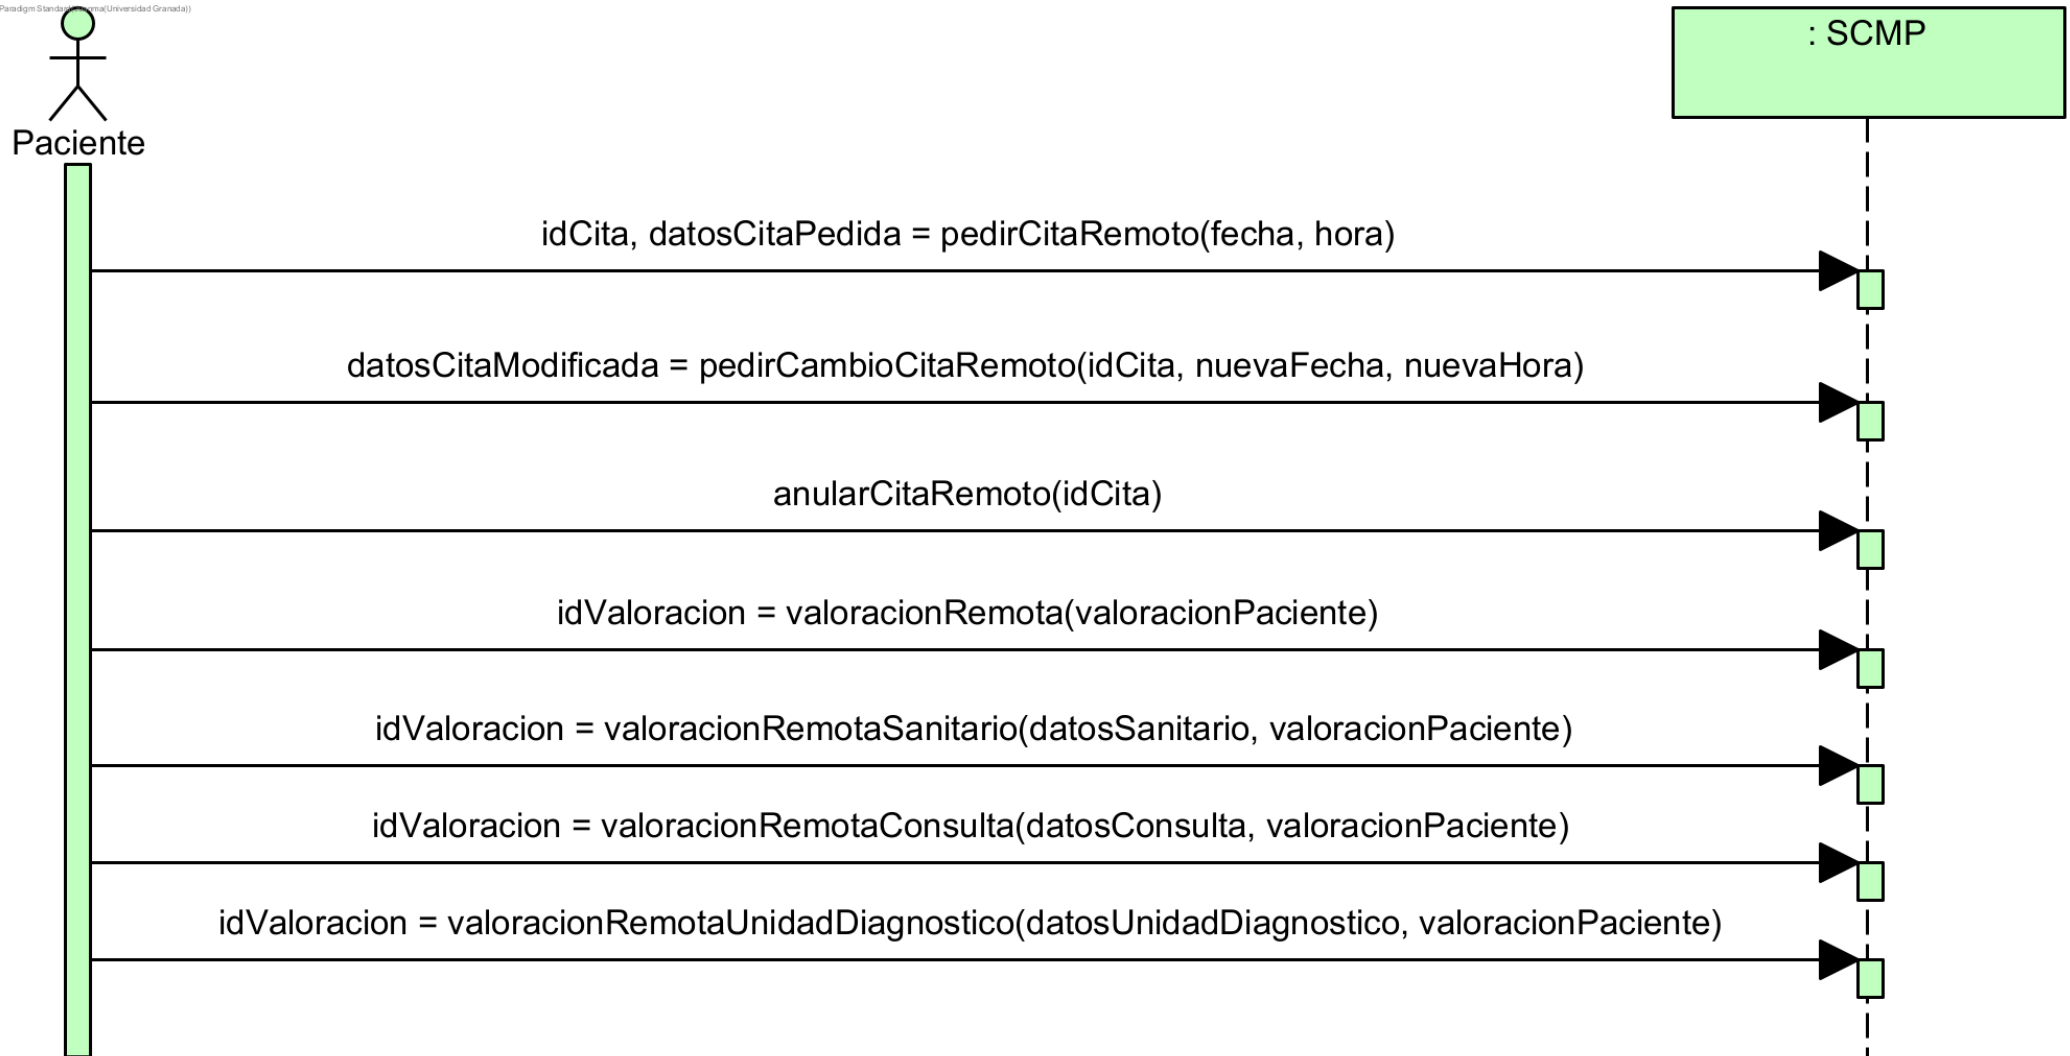 : SCMP
Paciente
idCita, datosCitaPedida = pedirCitaRemoto(fecha, hora)
datosCitaModificada = pedirCambioCitaRemoto(idCita, nuevaFecha, nuevaHora)
anularCitaRemoto(idCita)
idValoracion = valoracionRemota(valoracionPaciente)
idValoracion = valoracionRemotaSanitario(datosSanitario, valoracionPaciente)
idValoracion = valoracionRemotaConsulta(datosConsulta, valoracionPaciente)
idValoracion = valoracionRemotaUnidadDiagnostico(datosUnidadDiagnostico, valoracionPaciente)